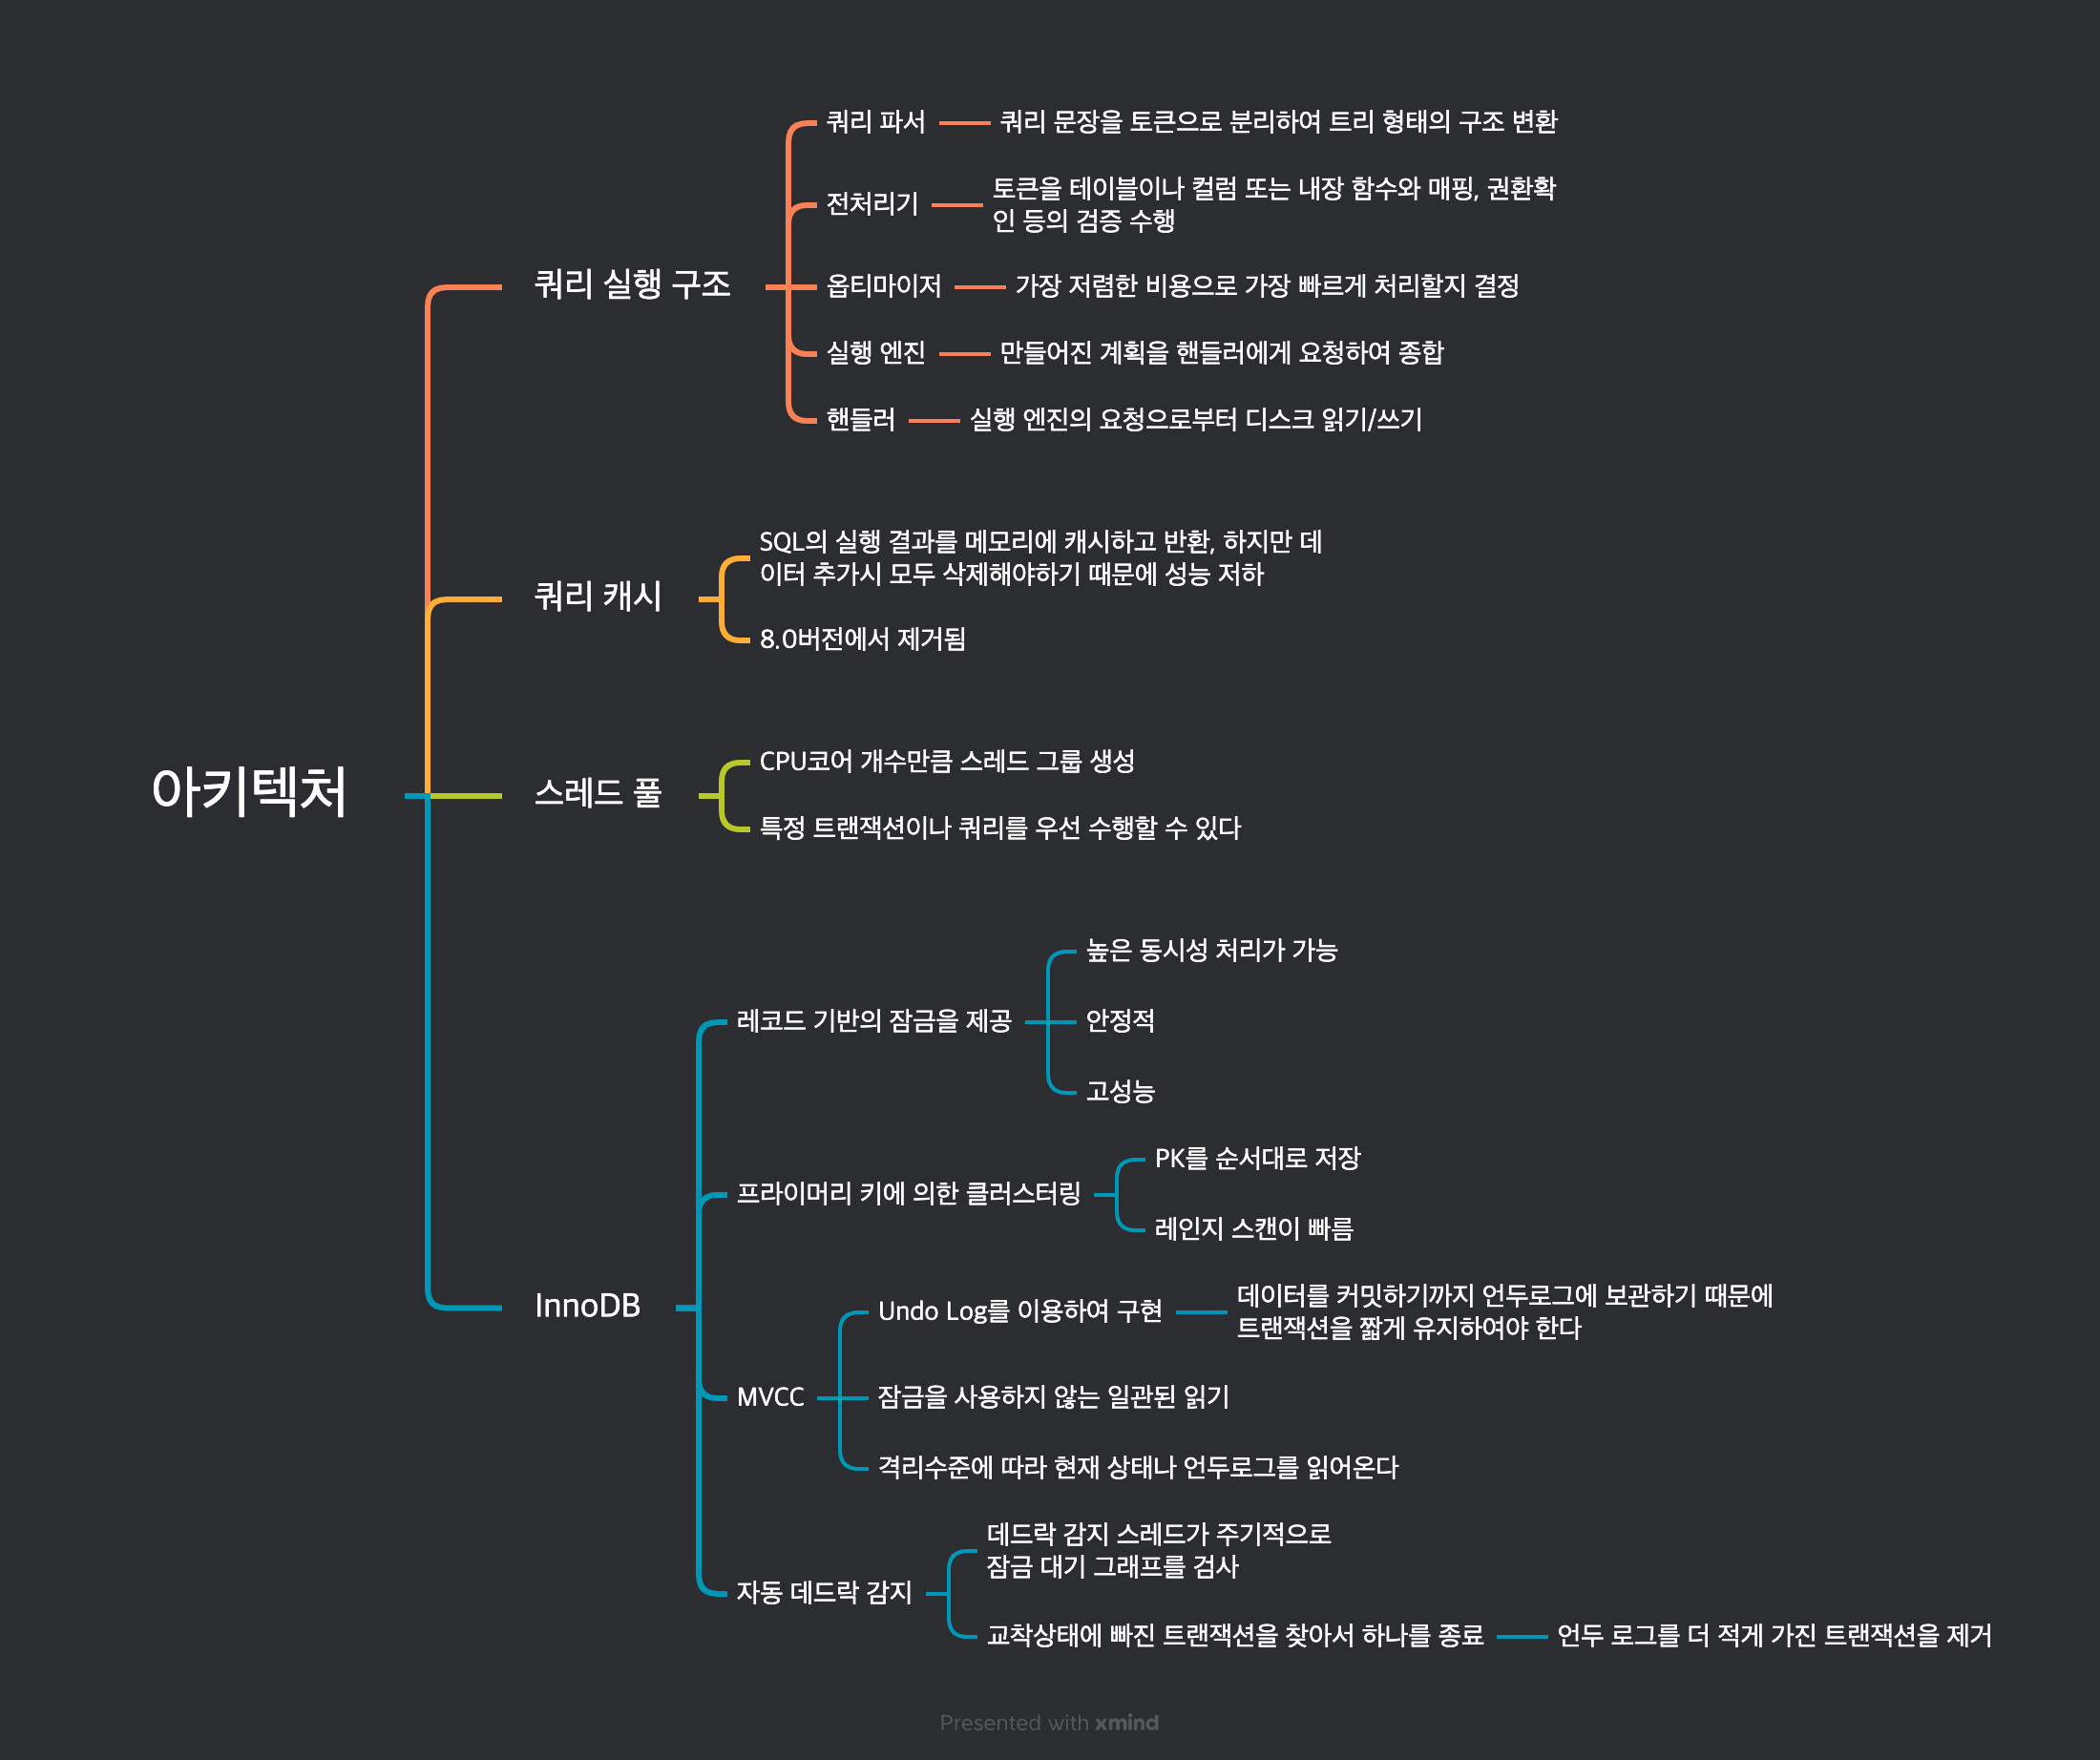 아키텍처
쿼리 실행 구조
쿼리 파서
쿼리 문장을 토큰으로 분리하여 트리 형태의 구조 변환
전처리기
토큰을 테이블이나 컬럼 또는 내장 함수와 매핑, 권환확
인 등의 검증 수행
옵티마이저
가장 저렴한 비용으로 가장 빠르게 처리할지 결정
실행 엔진
만들어진 계획을 핸들러에게 요청하여 종합
핸들러
실행 엔진의 요청으로부터 디스크 읽기/쓰기
쿼리 캐시
SQL의 실행 결과를 메모리에 캐시하고 반환, 하지만 데
이터 추가시 모두 삭제해야하기 때문에 성능 저하
8.0버전에서 제거됨
스레드 풀
CPU코어 개수만큼 스레드 그룹 생성
특정 트랜잭션이나 쿼리를 우선 수행할 수 있다
InnoDB
레코드 기반의 잠금을 제공
높은 동시성 처리가 가능
안정적
고성능
프라이머리 키에 의한 클러스터링
PK를 순서대로 저장
레인지 스캔이 빠름
MVCC
Undo Log를 이용하여 구현
데이터를 커밋하기까지 언두로그에 보관하기 때문에
트랜잭션을 짧게 유지하여야 한다
잠금을 사용하지 않는 일관된 읽기
격리수준에 따라 현재 상태나 언두로그를 읽어온다
자동 데드락 감지
데드락 감지 스레드가 주기적으로
잠금 대기 그래프를 검사
교착상태에 빠진 트랜잭션을 찾아서 하나를 종료
언두 로그를 더 적게 가진 트랜잭션을 제거
Presented with xmind